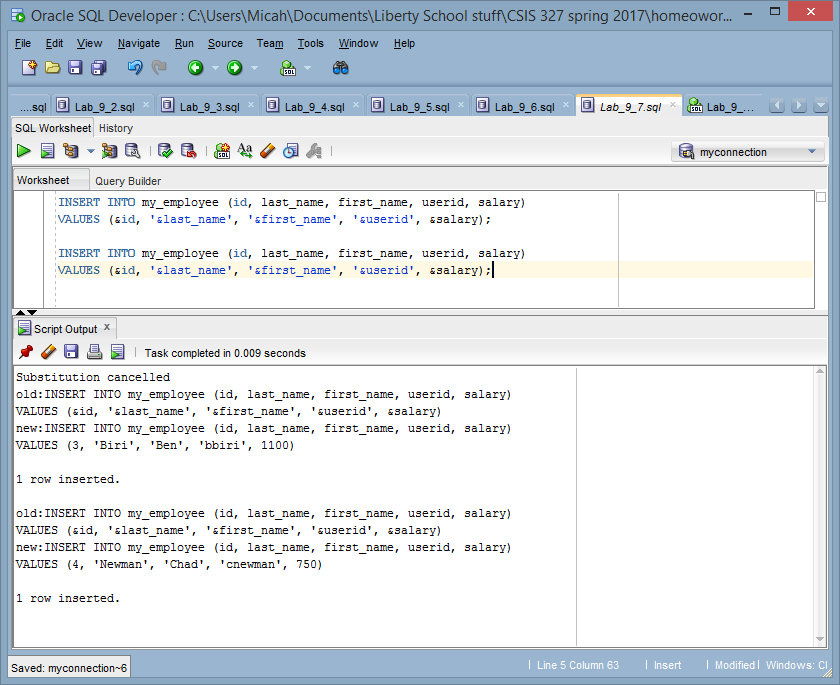 Oracle SQL Developer : C:\Users\Micah\Documents\Liberty School stuff\CSIS 327 spring 2017\homeowor...
File Edit View Navigate Run Source Team Tools Window Help
SQL
....sql Lab_9_2.sql Lab_9_3.sql Lab_9_4.sql Lab_9_5.sql Lab_9_6.sql Lab_9_7.sql Lab_9_...
SQL Worksheet History
myconnection
Worksheet Query Builder
INSERT INTO my_employee (id, last_name, first_name, userid, salary)
VALUES (&id, '&last_name', '&first_name', '&userid', &salary);
INSERT INTO my_employee (id, last_name, first_name, userid, salary)
VALUES (&id, '&last_name', '&first_name', '&userid', &salary);
Script Output x
Task completed in 0.009 seconds
Substitution cancelled
old:INSERT INTO my_employee (id, last_name, first_name, userid, salary)
VALUES (&id, '&last_name', '&first_name', '&userid', &salary)
new:INSERT INTO my_employee (id, last_name, first_name, userid, salary)
VALUES (3, 'Biri', 'Ben', 'bbiri', 1100)
1 row inserted.
old:INSERT INTO my_employee (id, last_name, first_name, userid, salary)
VALUES (&id, '&last_name', '&first_name', '&userid', &salary)
new:INSERT INTO my_employee (id, last_name, first_name, userid, salary)
VALUES (4, 'Newman', 'Chad', 'cnewman', 750)
1 row inserted.
Saved: myconnection~6 | Line 5 Column 63 | Insert | Modified | Windows: Cl